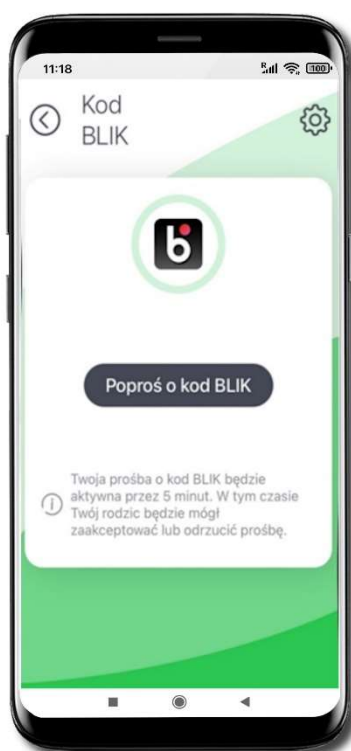 11:18
R
100
Kod
BLIK
b
Poproś o kod BLIK
Twoja prośba o kod BLIK będzie
aktywna przez 5 minut. W tym czasie
Twój rodzic będzie mógł
zaakceptować lub odrzucić prośbę.